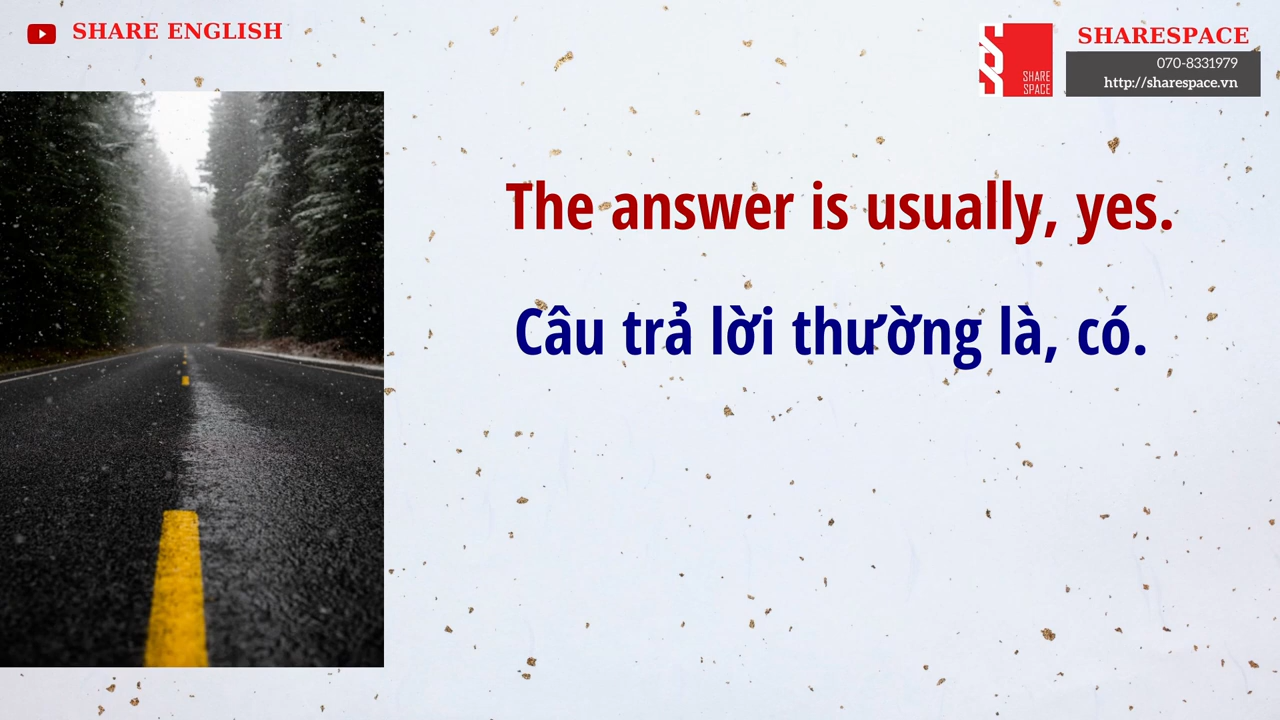 SHARE ENGLISH
SHARESPACE
070-8331979
http://sharespace.vn
SHARE
SPACE
The answer is usually, yes.
Câu trả lời thường là, có.